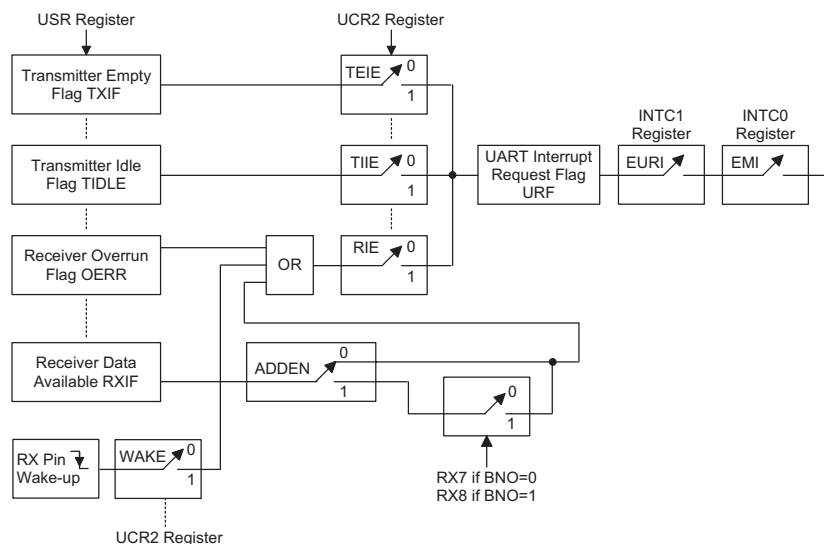 USR Register
UCR2 Register
Transmitter Empty
Flag TXIF
TEIE
0
1
INTC1
Register
INTC0
Register
Transmitter Idle
Flag TIDLE
TIIE
0
1
UART Interrupt
Request Flag
URF
EURI
EMI
Receiver Overrun
Flag OERR
OR
RIE
0
1
Receiver Data
Available RXIF
ADDEN
0
1
0
1
RX Pin
Wake-up
WAKE
0
1
RX7 if BNO=0
RX8 if BNO=1
UCR2 Register